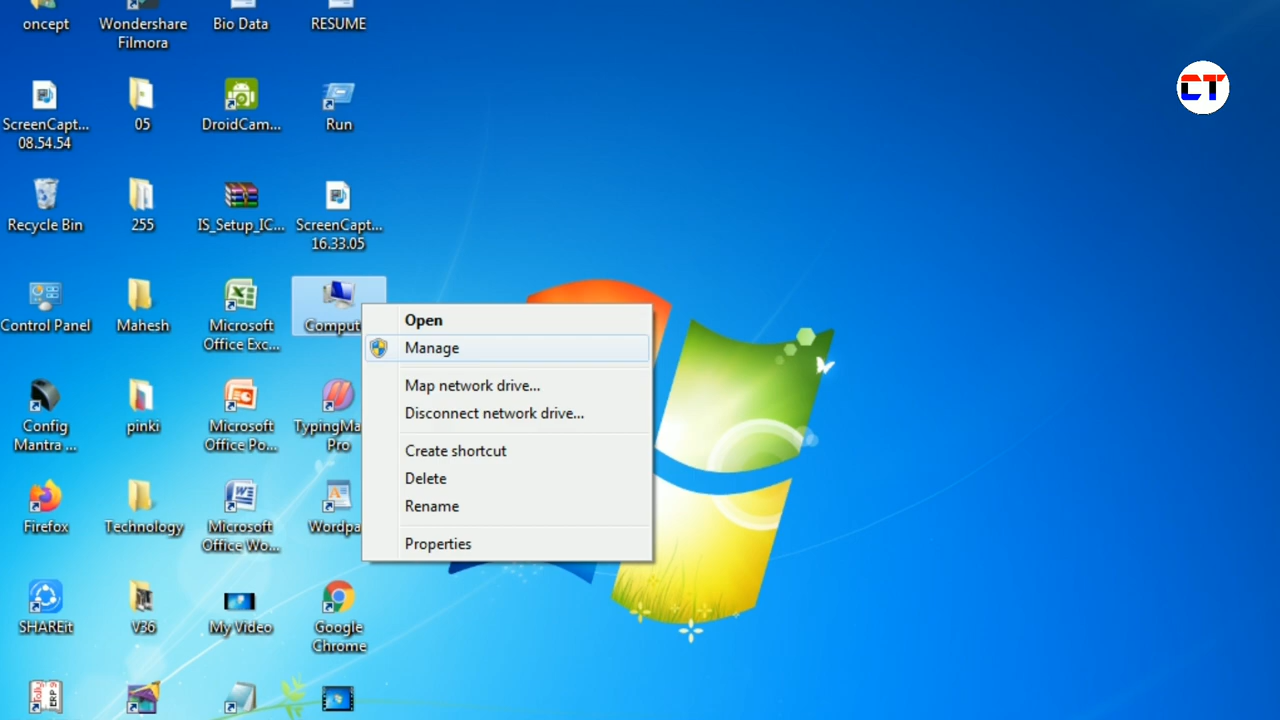 oncept
Wondershare
Filmora
Bio Data
RESUME
ScreenCapt...
08.54.54
05
DroidCam...
Run
Recycle Bin
255
IS_Setup_IC...
ScreenCapt...
16.33.05
Control Panel
Mahesh
Microsoft
Office Exc...
Comput
Config
Mantra ...
pinki
Microsoft
Office Po...
TypingMa
Pro
Firefox
Technology
Microsoft
Office Wo...
Wordpa
SHAREit
V36
My Video
Google
Chrome
Tally
ERP 9
Open
Manage
Map network drive...
Disconnect network drive...
Create shortcut
Delete
Rename
Properties
CT